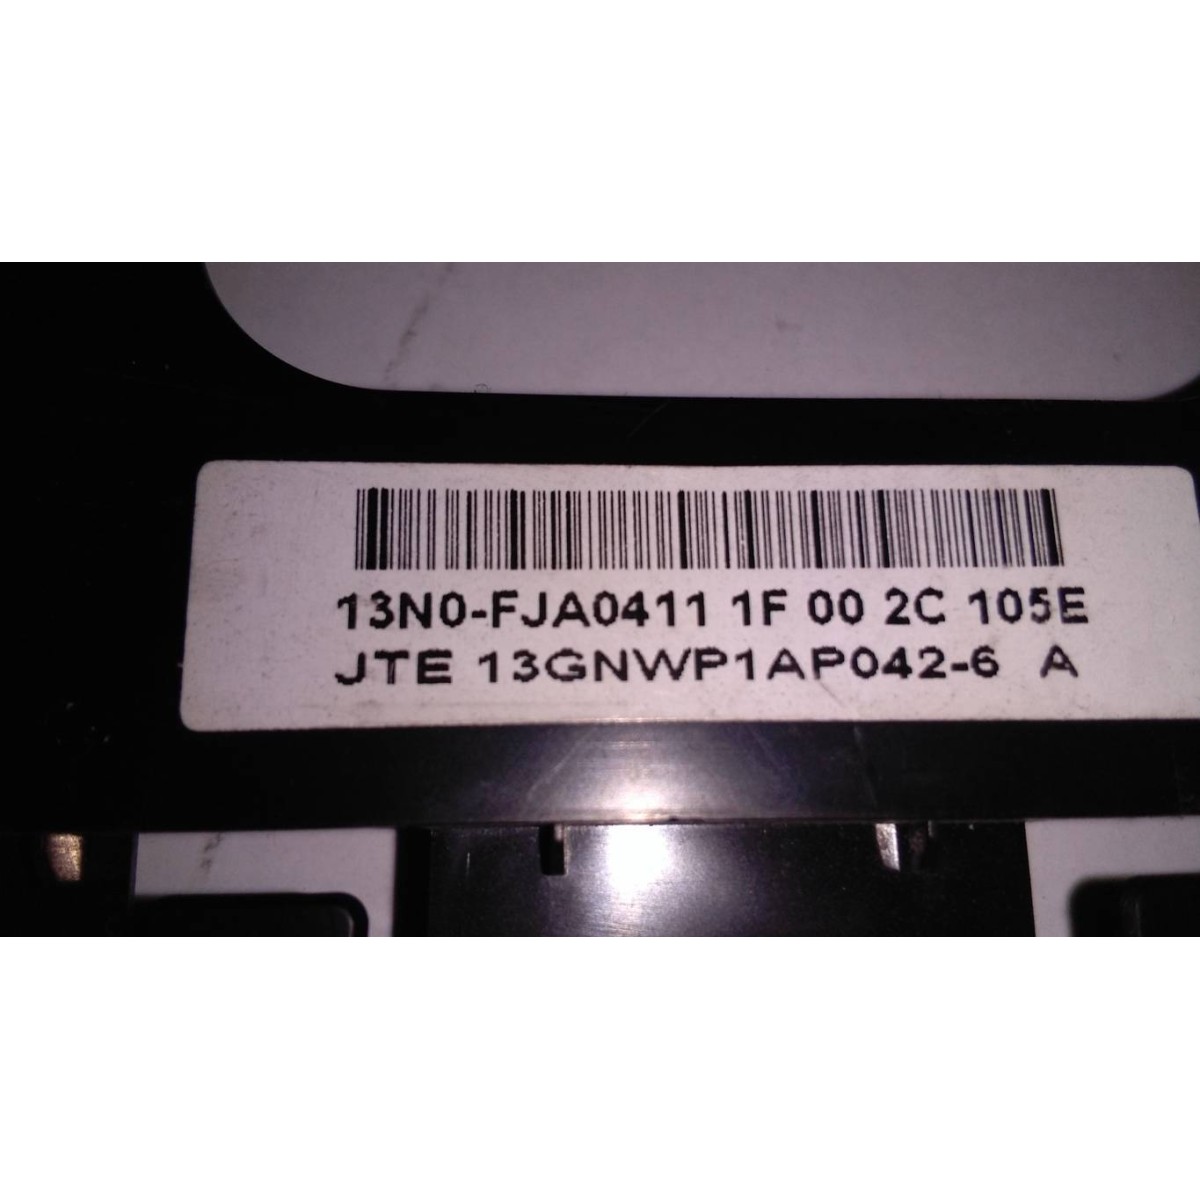 13N0-FJA0411 1F 00 2C 105E
JTE 13GNWP1AP042-6 A